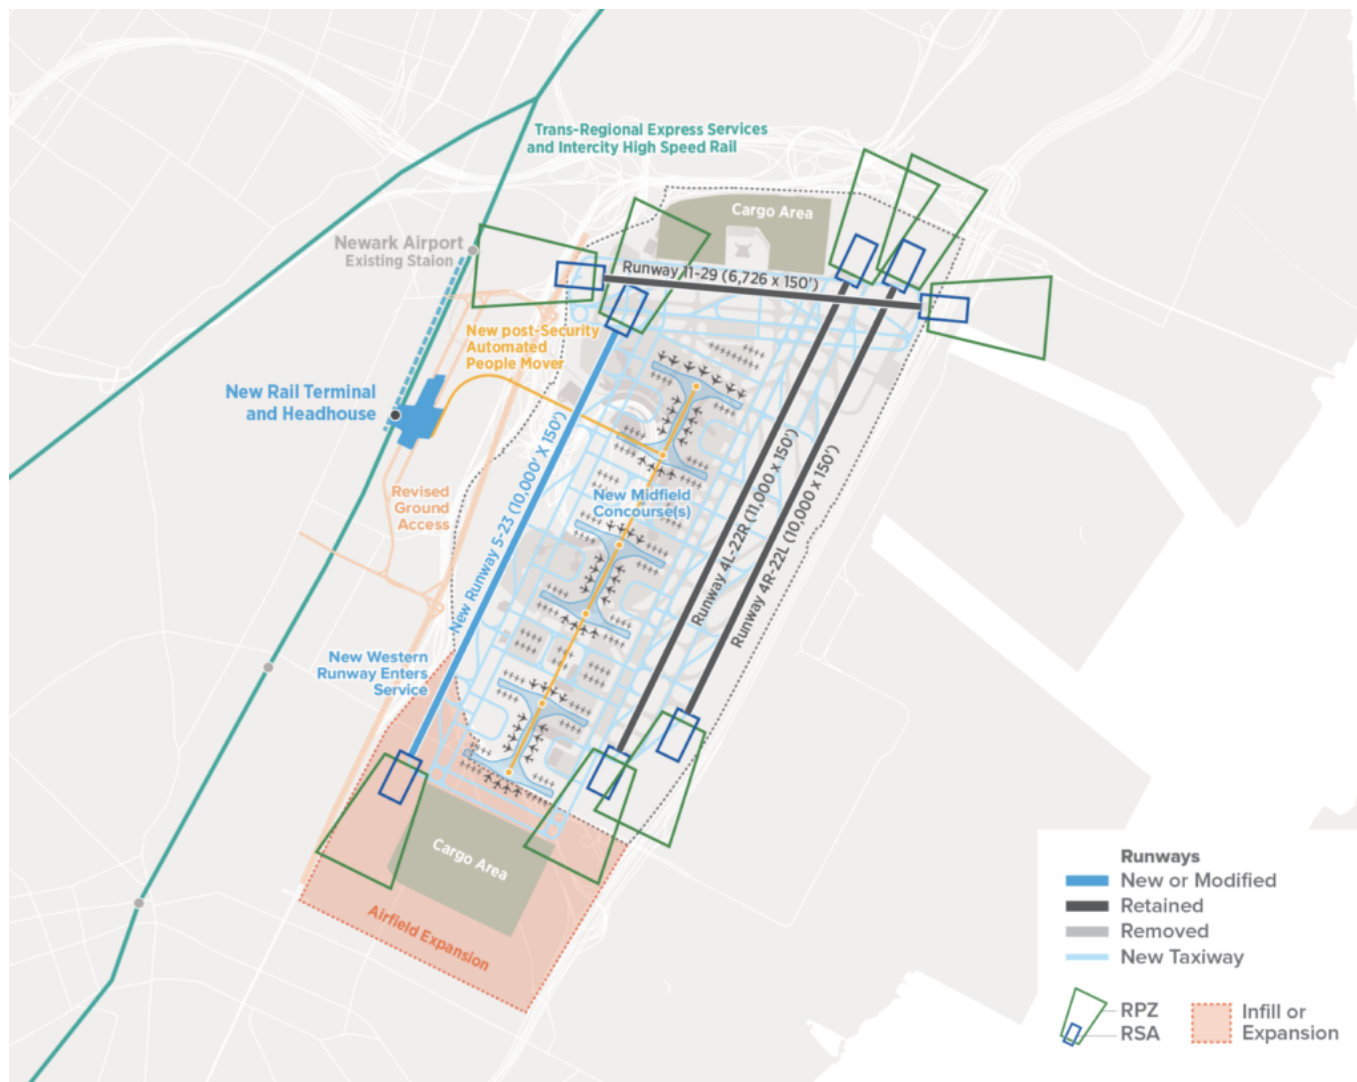 Trans-Regional Express Services
and Intercity High Speed Rail
Cargo Area
Newark Airport
Existing Staion
Runway 11-29 (6,726 x 150')
New post-Security
Automated
People Mover
New Rail Terminal
and Headhouse
New Runway 5-23 (10,000' X 150')
Revised
Ground
Access
New Midfield
Concourse(s)
Runway 4L-22R (11,000 x 150')
Runway 4R-22L (10,000 x 150')
New Western
Runway Enters
Service
Cargo Area
Airfield Expansion
Runways
New or Modified
Retained
Removed
New Taxiway
RPZ
RSA
Infill or
Expansion